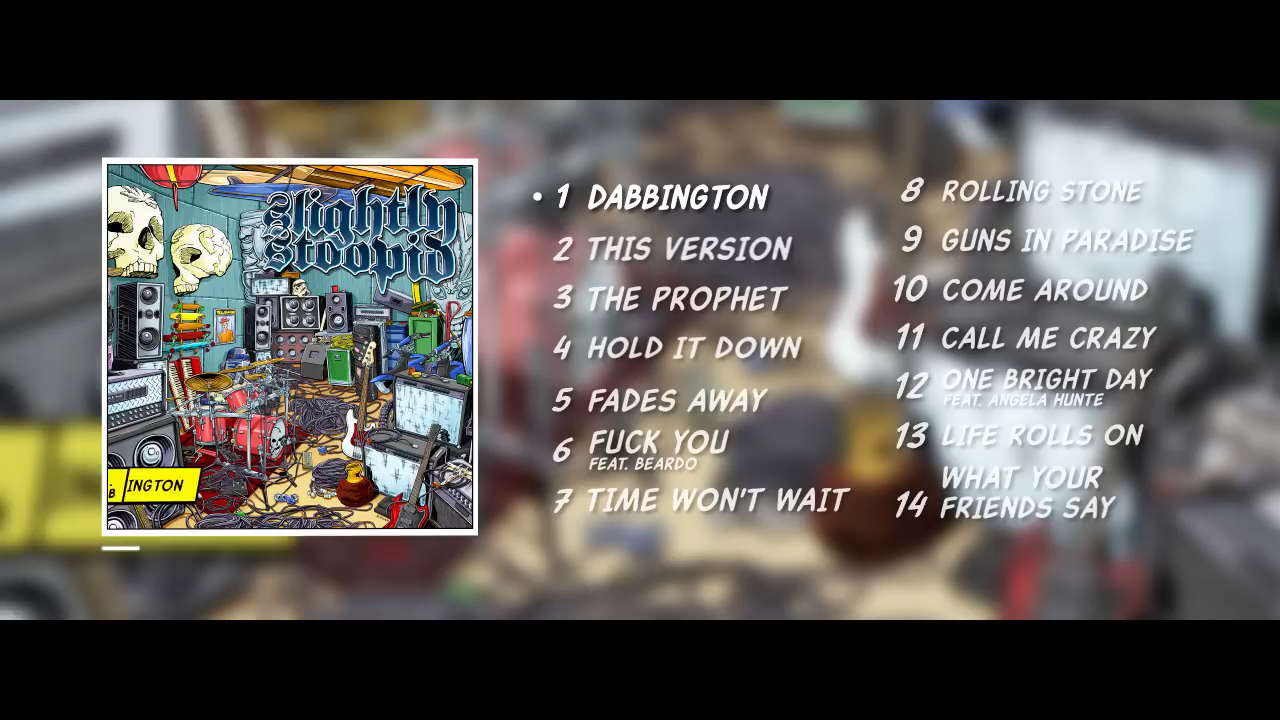 slightly
stoopid
INGTON
1 DABBINGTON
2 THIS VERSION
3 THE PROPHET
4 HOLD IT DOWN
5 FADES AWAY
6 FUCK YOU
FEAT. BEARDO
7 TIME WON'T WAIT
8 ROLLING STONE
9 GUNS IN PARADISE
10 COME AROUND
11 CALL ME CRAZY
12 ONE BRIGHT DAY
FEAT. ANGELA HUNTE
13 LIFE ROLLS ON
WHAT YOUR
14 FRIENDS SAY